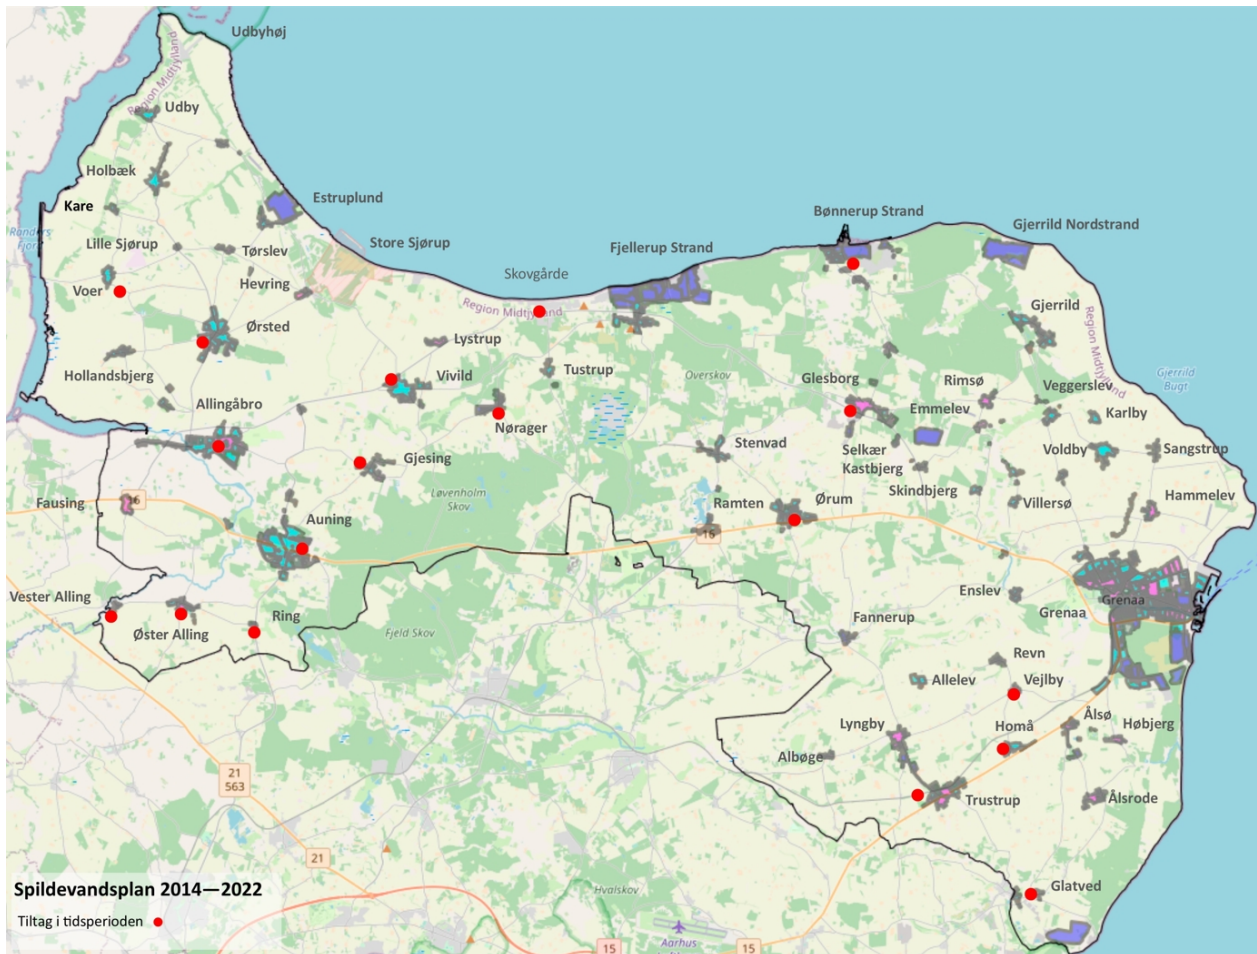 Udbyhøj
Region Midtjylland
Udby
Holbæk
Kare
Estruplund
Randers
Fjord
Lille Sjørup
Tørslev
Store Sjørup
Skovgårde
Fjellerup Strand
Bønnerup Strand
Gjerrild Nordstrand
Voer
Hevring
Region Midtjylland
Region Midtjylland
Ørsted
Lystrup
Gjerrild
Hollandsbjerg
Vivild
Tustrup
Overskov
Glesborg
Rimsø
Veggerslev
Gjerrild
Bugt
Allingåbro
Nørager
Emmelev
Karlby
Gjesing
Stenvad
Selkær
Kastbjerg
Voldby
Sangstrup
Fausing
16
Løvenholm
Skov
Ramten
Ørum
Skindbjerg
Villersø
Hammelev
Auning
16
Vester Alling
Øster Alling
Ring
Fjeld Skov
Enslev
Grenaa
Grenaa
Fannerup
Revn
Allelev
Vejlby
Lyngby
Homå
Ålsø
Høbjerg
Albøge
21
563
Trustrup
Ålsrode
21
Spildevandsplan 2014—2022
Tiltag i tidsperioden
Hvalskov
Glatved
15
Aarhus
15